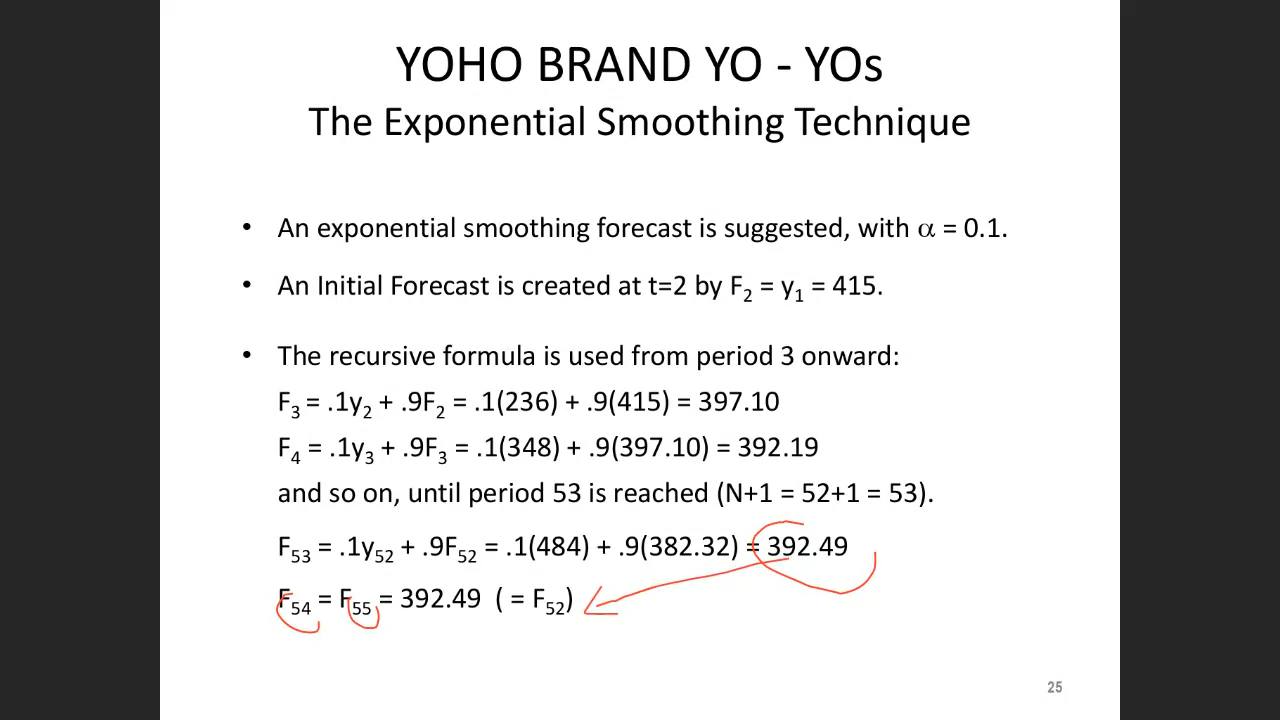 YOHO BRAND YO - YOs
The Exponential Smoothing Technique
• An exponential smoothing forecast is suggested, with α = 0.1.
• An Initial Forecast is created at t=2 by F₂ = y₁ = 415.
• The recursive formula is used from period 3 onward:
F₃ = .1y₂ + .9F₂ = .1(236) + .9(415) = 397.10
F₄ = .1y₃ + .9F₃ = .1(348) + .9(397.10) = 392.19
and so on, until period 53 is reached (N+1 = 52+1 = 53).
F₅₃ = .1y₅₂ + .9F₅₂ = .1(484) + .9(382.32) = 392.49
F₅₄ = F₅₅ = 392.49 ( = F₅₂)
25